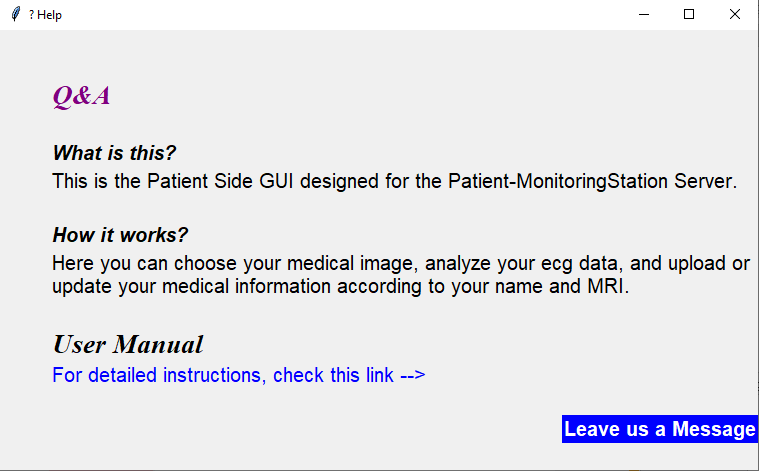 ? Help
Q&A
What is this?
This is the Patient Side GUI designed for the Patient-MonitoringStation Server.
How it works?
Here you can choose your medical image, analyze your ecg data, and upload or
update your medical information according to your name and MRI.
User Manual
For detailed instructions, check this link -->
Leave us a Message